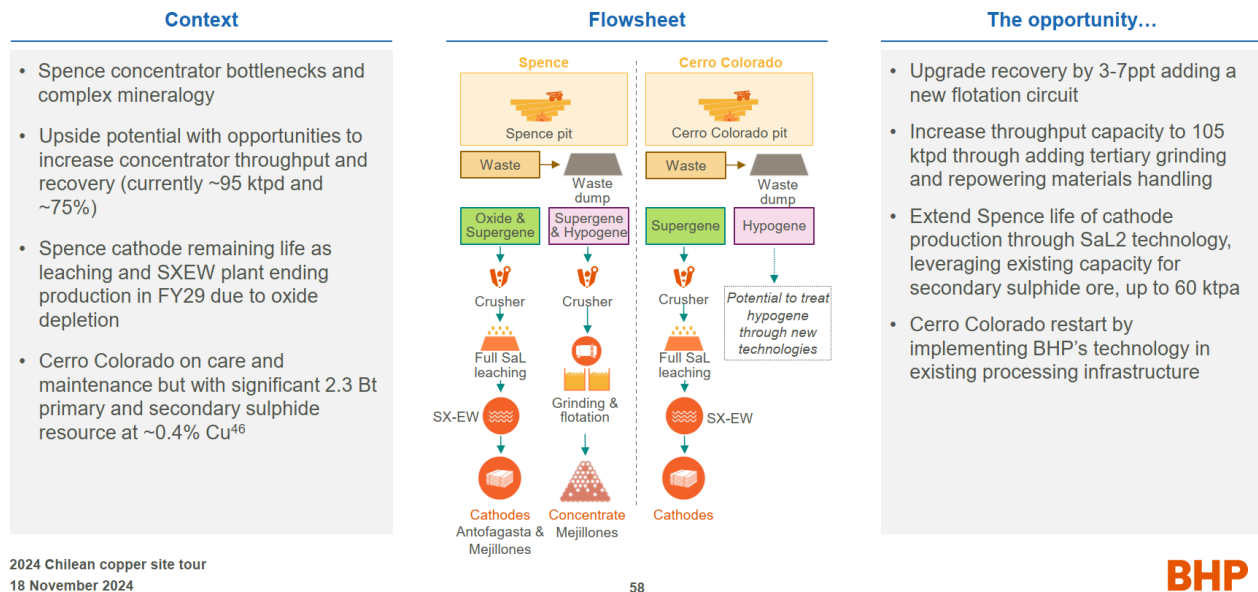 Context
• Spence concentrator bottlenecks and
complex mineralogy
• Upside potential with opportunities to
increase concentrator throughput and
recovery (currently ~95 ktpd and
~75%)
• Spence cathode remaining life as
leaching and SXEW plant ending
production in FY29 due to oxide
depletion
• Cerro Colorado on care and
maintenance but with significant 2.3 Bt
primary and secondary sulphide
resource at ~0.4% Cu⁴⁶
Flowsheet
Spence
Spence pit
Waste
Waste
dump
Oxide &
Supergene
Supergene
& Hypogene
Crusher
Crusher
Full SaL
leaching
Grinding &
flotation
SX-EW
Cathodes
Antofagasta &
Mejillones
Concentrate
Mejillones
Cerro Colorado
Cerro Colorado pit
Waste
Waste
dump
Supergene
Hypogene
Crusher
Potential to treat
hypogene
through new
technologies
Full SaL
leaching
SX-EW
Cathodes
The opportunity…
• Upgrade recovery by 3-7ppt adding a
new flotation circuit
• Increase throughput capacity to 105
ktpd through adding tertiary grinding
and repowering materials handling
• Extend Spence life of cathode
production through SaL2 technology,
leveraging existing capacity for
secondary sulphide ore, up to 60 ktpa
• Cerro Colorado restart by
implementing BHP's technology in
existing processing infrastructure
2024 Chilean copper site tour
18 November 2024
58
BHP